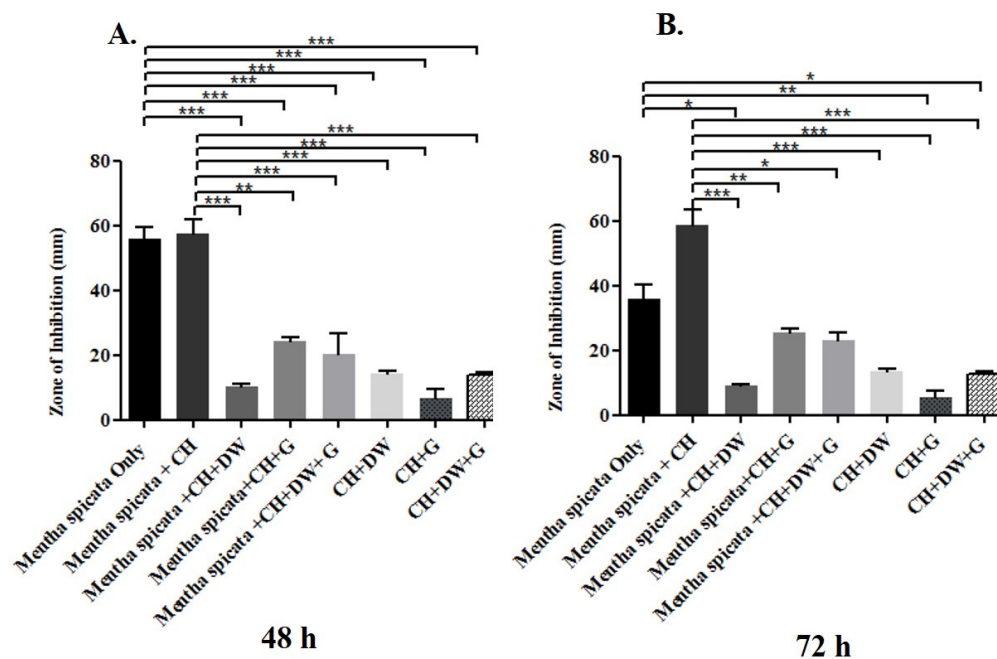 A.
***
***
***
***
***
***
***
***
***
***
**
***
80
60
40
20
0
Zone of Inhibition (mm)
Mentha spicata Only
Mentha spicata + CH
Mentha spicata +CH+DW
Mentha spicata+CH+G
Mentha spicata +CH+DW+ G
CH+DW
CH+G
CH+DW+G
48 h
B.
*
**
*
***
***
***
*
**
***
80
60
40
20
0
Zone of Inhibition (mm)
Mentha spicata Only
Mentha spicata + CH
Mentha spicata +CH+DW
Mentha spicata+CH+G
Mentha spicata +CH+DW+ G
CH+DW
CH+G
CH+DW+G
72 h